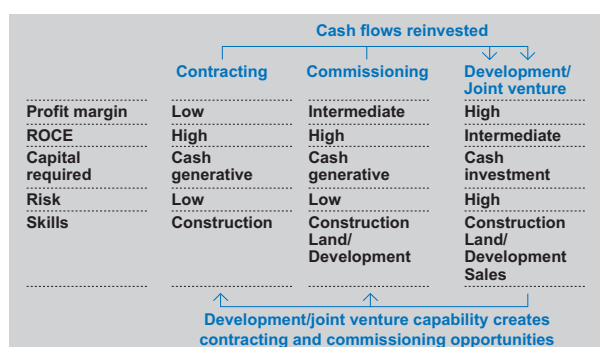 Cash flows reinvested
Contracting Commissioning Development/
Joint venture
Profit margin Low Intermediate High
ROCE High High Intermediate
Capital Cash Cash Cash
required generative generative investment
Risk Low Low High
Skills Construction Construction Construction
Land/ Land/
Development Development
Sales
Development/joint venture capability creates
contracting and commissioning opportunities